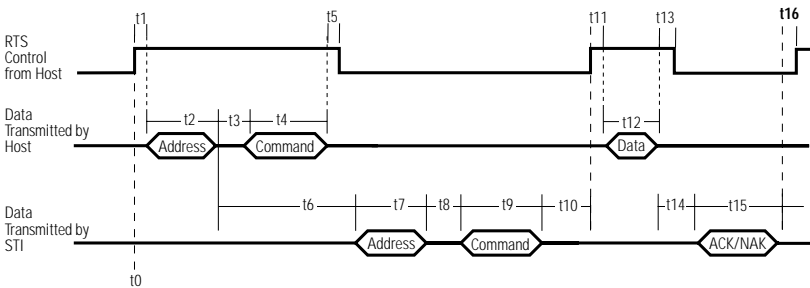 t1 t5 t11 t13 t16
RTS
Control
from Host
Data
Transmitted by
Host
t2 t3 t4 t12
Address Command Data
t6 t7 t8 t9 t10 t14 t15
Data
Transmitted by
STI
Address Command ACK/NAK
t0